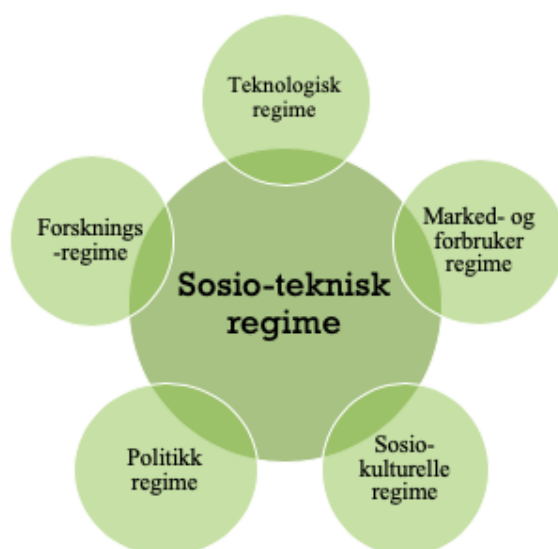 Teknologisk
regime
Marked- og
forbruker
regime
Sosio-
kulturelle
regime
Politikk
regime
Forsknings
-regime
Sosio-teknisk
regime